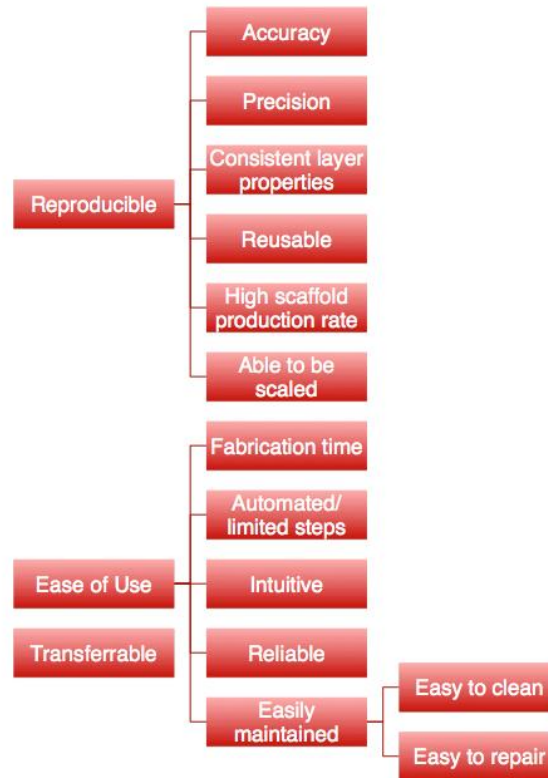 Accuracy
Precision
Consistent layer
properties
Reproducible
Reusable
High scaffold
production rate
Able to be
scaled
Fabrication time
Automated/
limited steps
Ease of Use
Intuitive
Transferrable
Reliable
Easily
maintained
Easy to clean
Easy to repair